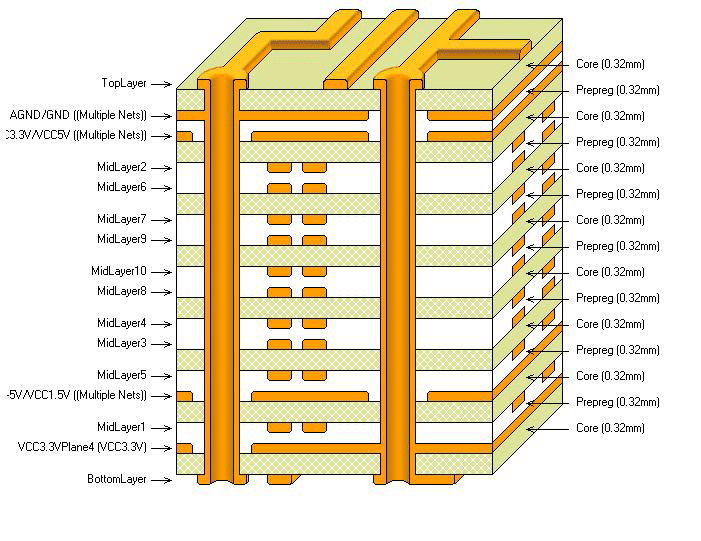 TopLayer
AGND/GND ((Multiple Nets))
C3.3V/VCC5V ((Multiple Nets))
MidLayer2
MidLayer6
MidLayer7
MidLayer9
MidLayer10
MidLayer8
MidLayer4
MidLayer3
MidLayer5
-5V/VCC1.5V ((Multiple Nets))
MidLayer1
VCC3.3VPlane4 (VCC3.3V)
BottomLayer
Core (0.32mm)
Prepreg (0.32mm)
Core (0.32mm)
Prepreg (0.32mm)
Core (0.32mm)
Prepreg (0.32mm)
Core (0.32mm)
Prepreg (0.32mm)
Core (0.32mm)
Prepreg (0.32mm)
Core (0.32mm)
Prepreg (0.32mm)
Core (0.32mm)
Prepreg (0.32mm)
Core (0.32mm)